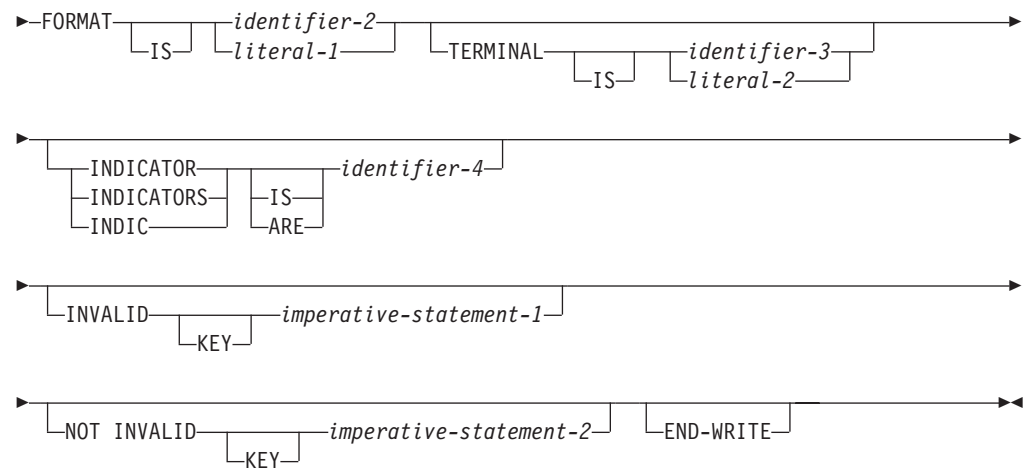 FORMAT IS identifier-2 literal-1 TERMINAL IS identifier-3 literal-2
INDICATOR INDICATORS INDIC IS ARE identifier-4
INVALID KEY imperative-statement-1
NOT INVALID KEY imperative-statement-2 END-WRITE